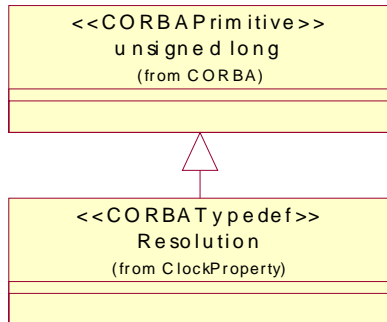 <<CORBAPrimitive>>
unsigned long
(from CORBA)
<<CORBATypedef>>
Resolution
(from ClockProperty)